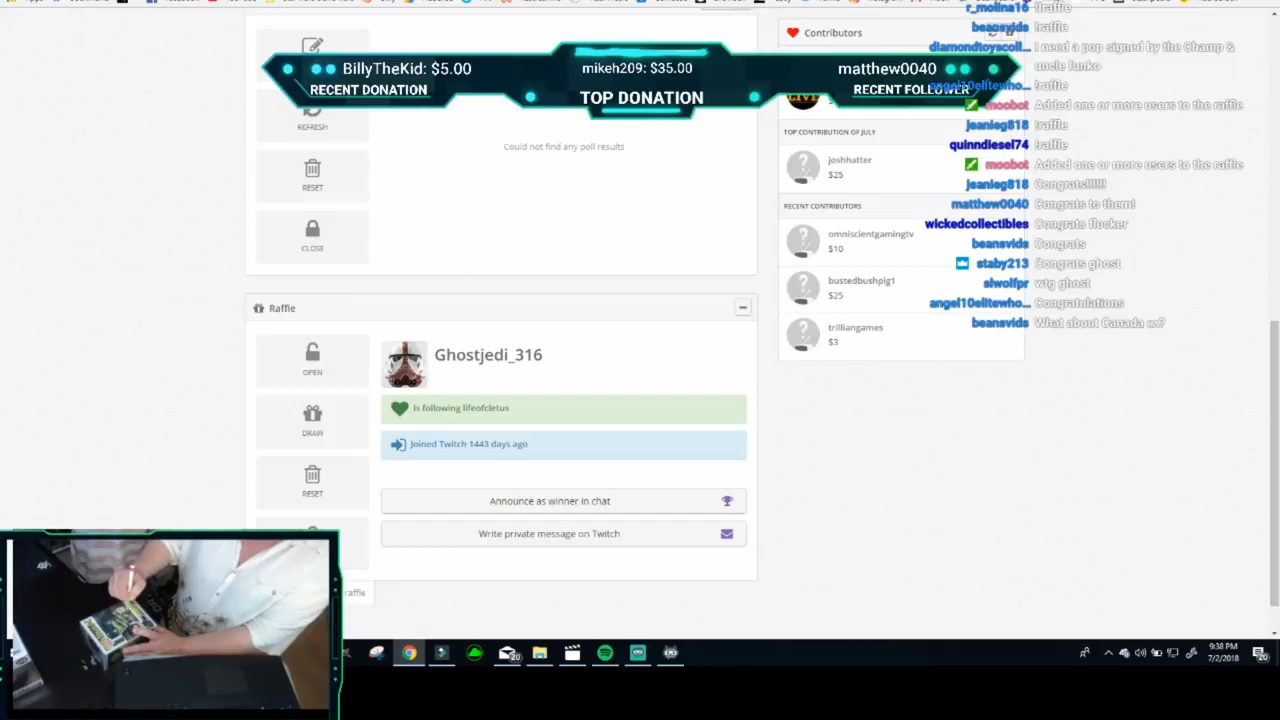 Contributors
BillyTheKid: $5.00
RECENT DONATION
mikeh209: $35.00
TOP DONATION
matthew0040
RECENT FOLLOWER
REFRESH
RESET
CLOSE
Could not find any poll results
TOP CONTRIBUTION OF JULY
joshhatter
$25
RECENT CONTRIBUTORS
omniscientgamingtv
$10
bustedbushpig1
$25
trilliangames
$3
Raffle
OPEN
DRAW
RESET
Ghostjedi_316
Is following lifeofcletus
Joined Twitch 1443 days ago
Announce as winner in chat
Write private message on Twitch
raffle
r_molina16 !raffle
beansvids !raffle
diamondtoyscoll... I need a pop signed by the Champ &
uncle funko
angel10elitewho... !raffle
moobot Added one or more users to the raffle
jeanieg818 !raffle
quinndiesel74 !raffle
moobot Added one or more users to the raffle
jeanieg818 Congrats!!!!!
matthew0040 Congrats to them!
wickedcollectibles Congrats flocker
beansvids Congrats
staby213 Congrats ghost
slwolfpr wtg ghost
angel10elitewho... Congratulations
beansvids What about Canada xx?
9:38 PM
7/2/2018